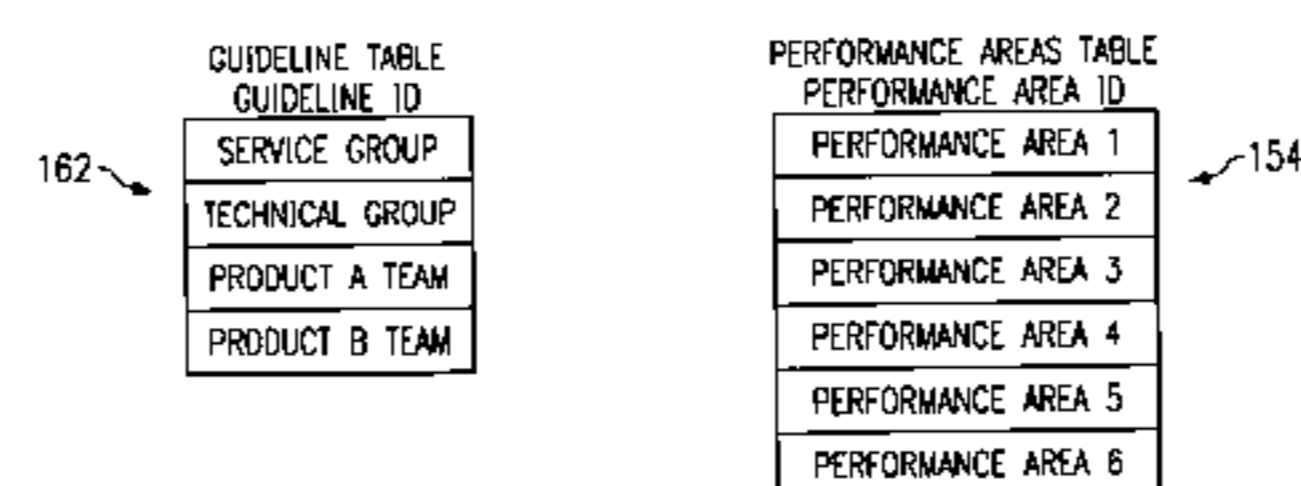 GUIDELINE TABLE
GUIDELINE ID
SERVICE GROUP
TECHNICAL GROUP
PRODUCT A TEAM
PRODUCT B TEAM
162
PERFORMANCE AREAS TABLE
PERFORMANCE AREA ID
PERFORMANCE AREA 1
PERFORMANCE AREA 2
PERFORMANCE AREA 3
PERFORMANCE AREA 4
PERFORMANCE AREA 5
PERFORMANCE AREA 6
154